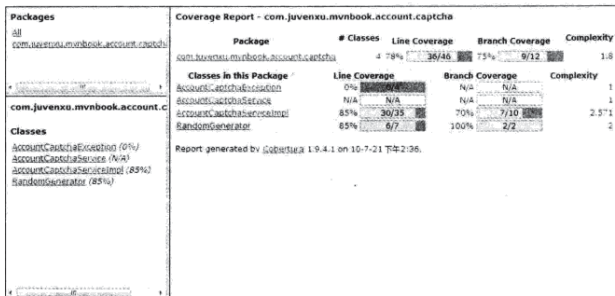 Packages
All
com.juvenxu.mvnbook.account.captch
com.juvenxu.mvnbook.account.c
Classes
AccountCaptchaException (0%)
AccountCaptchaService (N/A)
AccountCaptchaServiceImpl (85%)
RandomGenerator (85%)
Coverage Report - com.juvenxu.mvnbook.account.captcha
Package # Classes Line Coverage Branch Coverage Complexity
com.juvenxu.mvnbook.account.captcha 4 78% 36/46 75% 9/12 1.8
Classes in this Package Line Coverage Branch Coverage Complexity
AccountCaptchaException 0% 0/4 N/A N/A 1
AccountCaptchaService N/A N/A N/A N/A 1
AccountCaptchaServiceImpl 85% 30/35 70% 7/10 2.571
RandomGenerator 85% 6/7 100% 2/2 2
Report generated by Cobertura 1.9.4.1 on 10-7-21 下午2:36.